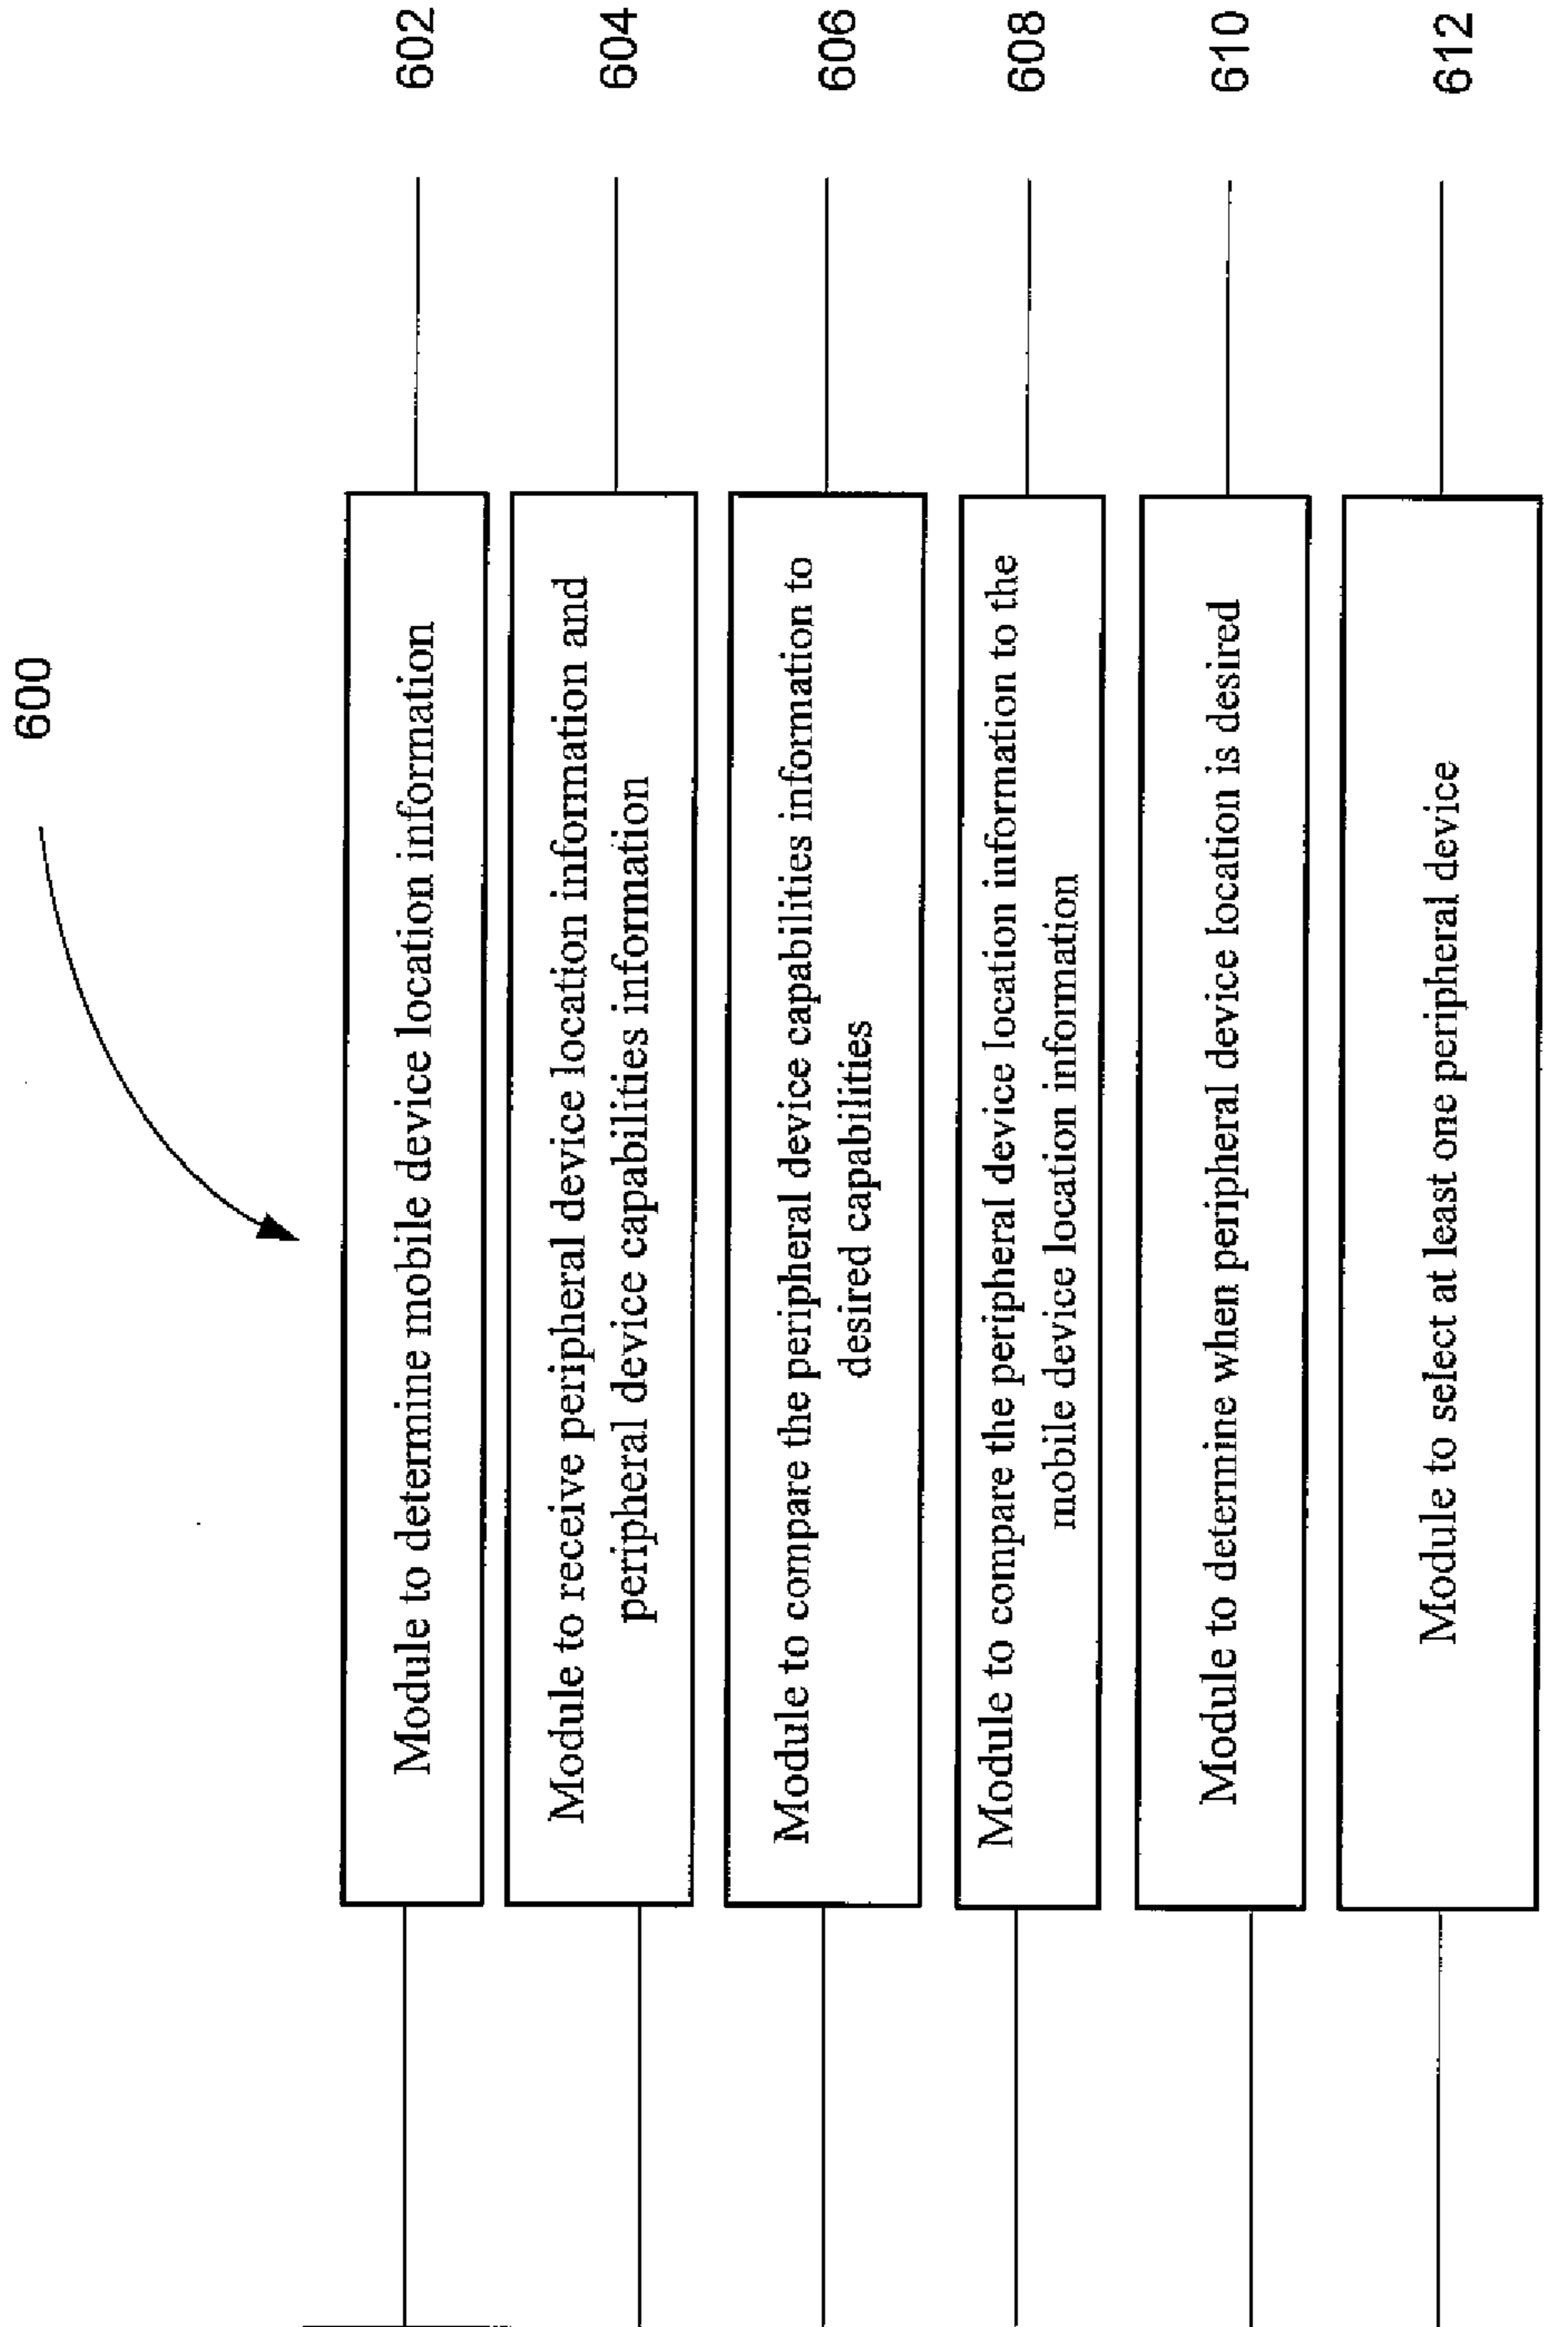 600
Module to determine mobile device location information
602
Module to receive peripheral device location information and
peripheral device capabilities information
604
Module to compare the peripheral device capabilities information to
desired capabilities
606
Module to compare the peripheral device location information to the
mobile device location information
608
Module to determine when peripheral device location is desired
610
Module to select at least one peripheral device
612